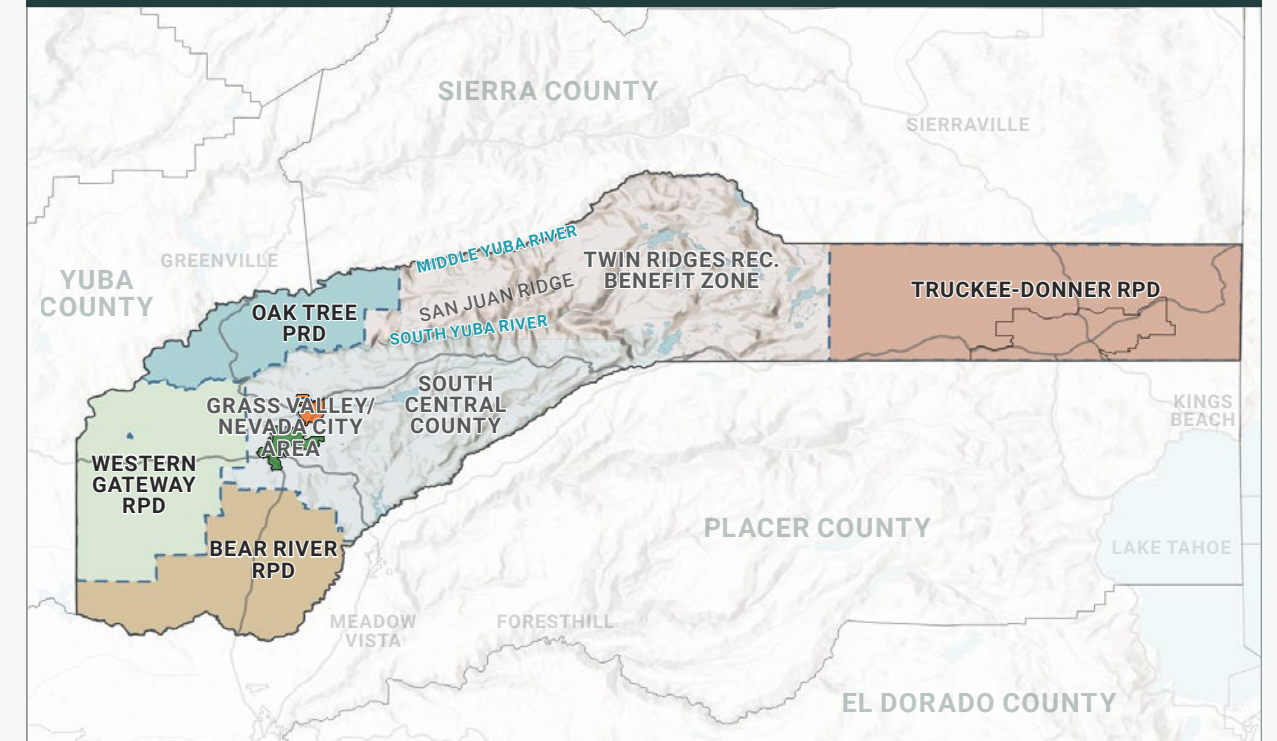 SIERRA COUNTY
SIERRAVILLE
MIDDLE YUBA RIVER
GREENVILLE
TWIN RIDGES REC.
BENEFIT ZONE
YUBA
COUNTY
SAN JUAN RIDGE
TRUCKEE-DONNER RPD
OAK TREE
PRD
SOUTH YUBA RIVER
SOUTH
CENTRAL
COUNTY
GRASS VALLEY/
NEVADA CITY
AREA
KINGS
BEACH
WESTERN
GATEWAY
RPD
PLACER COUNTY
BEAR RIVER
RPD
LAKE TAHOE
MEADOW
VISTA
FORESTHILL
EL DORADO COUNTY